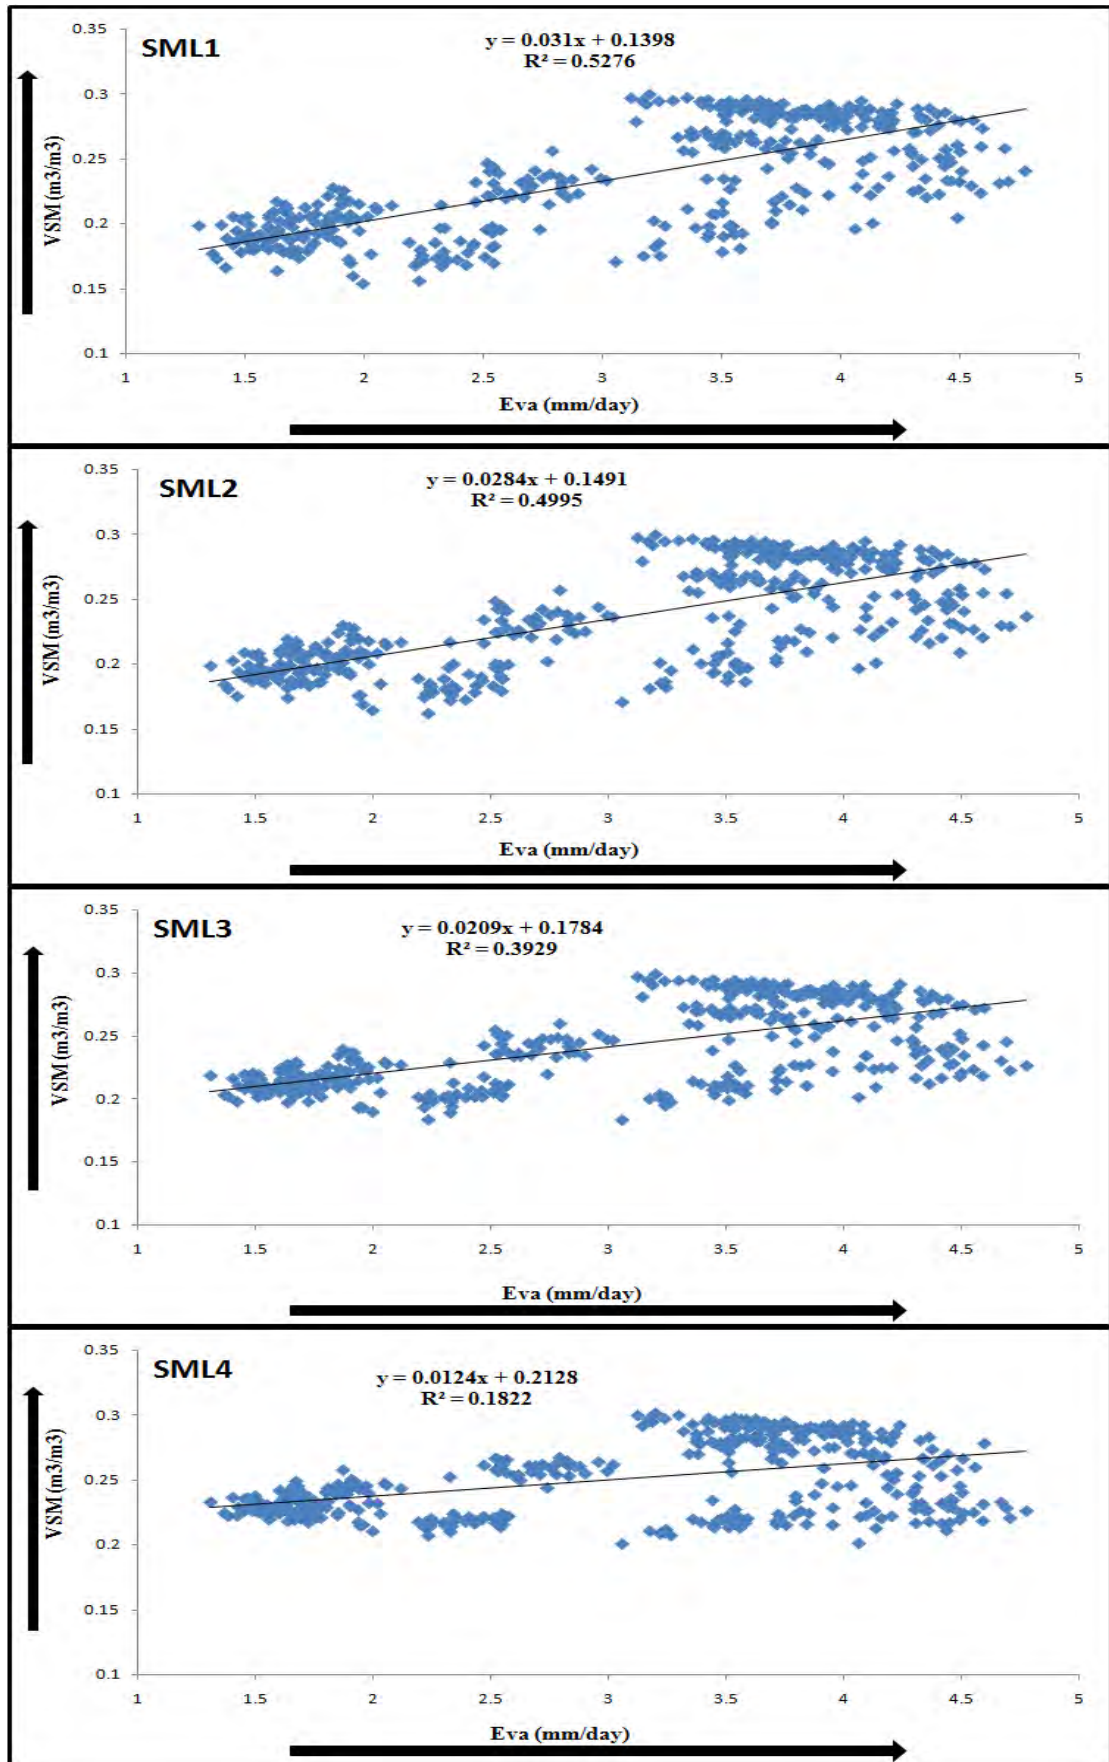 SML1
y = 0.031x + 0.1398
R² = 0.5276
0.35
0.3
0.25
0.2
0.15
0.1
VSM (m3/m3)
1 1.5 2 2.5 3 3.5 4 4.5 5
Eva (mm/day)
SML2
y = 0.0284x + 0.1491
R² = 0.4995
0.35
0.3
0.25
0.2
0.15
0.1
VSM (m3/m3)
1 1.5 2 2.5 3 3.5 4 4.5 5
Eva (mm/day)
SML3
y = 0.0209x + 0.1784
R² = 0.3929
0.35
0.3
0.25
0.2
0.15
0.1
VSM (m3/m3)
1 1.5 2 2.5 3 3.5 4 4.5 5
Eva (mm/day)
SML4
y = 0.0124x + 0.2128
R² = 0.1822
0.35
0.3
0.25
0.2
0.15
0.1
VSM (m3/m3)
1 1.5 2 2.5 3 3.5 4 4.5 5
Eva (mm/day)